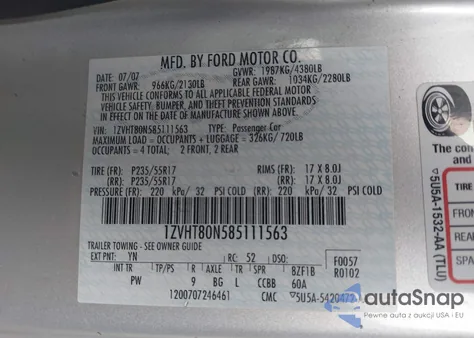 MFD. BY FORD MOTOR CO.
DATE: 07/07 GVWR: 1987KG/4380LB
FRONT GAWR: 966KG/2130LB REAR GAWR: 1034KG/2280LB
THIS VEHICLE CONFORMS TO ALL APPLICABLE FEDERAL MOTOR
VEHICLE SAFETY, BUMPER, AND THEFT PREVENTION STANDARDS
IN EFFECT ON THE DATE OF MANUFACTURE SHOWN ABOVE.
VIN: 1ZVHT80N585111563 TYPE: Passenger Car
MAXIMUM LOAD = OCCUPANTS + LUGGAGE = 326KG/ 720LB
OCCUPANTS = 4 TOTAL; 2 FRONT, 2 REAR
TIRE: (FR): P235/55R17 RIMS (FR): 17 X 8.0J
(RR): P235/55R17 (RR): 17 X 8.0J
PRESSURE (FR): 220 kPa/ 32 PSI COLD (RR): 220 kPa/ 32 PSI COLD
1ZVHT80N585111563
TRAILER TOWING - SEE OWNER GUIDE
EXT PNT: YN RC: 52 DSO: F0057
INT TR TP/PS R AXLE TR SPR BZF1B R0102
PW 9 BG L CCBB 60A
1200707246461 CMC ▽5U5A-5420472
The con
and
▽5U5A-1532-AA (TLU)
TIRE
FRON
REAR
SPA
autoSnap
Pewne auta z USA i Kanady